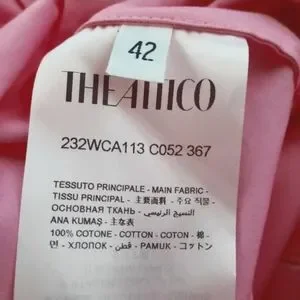 42
THEATTICO
232WCA113 C052 367
TESSUTO PRINCIPALE - MAIN FABRIC -
TISSU PRINCIPAL - 主要面料 - 주요 직물 -
ОСНОВНАЯ ТКАНЬ - النسيج الرئيسي -
ANA KUMAŞ - 主な表
100% COTONE - COTTON - COTON - 棉 -
면 - ХЛОПОК - قطن - PAMUK - コットン